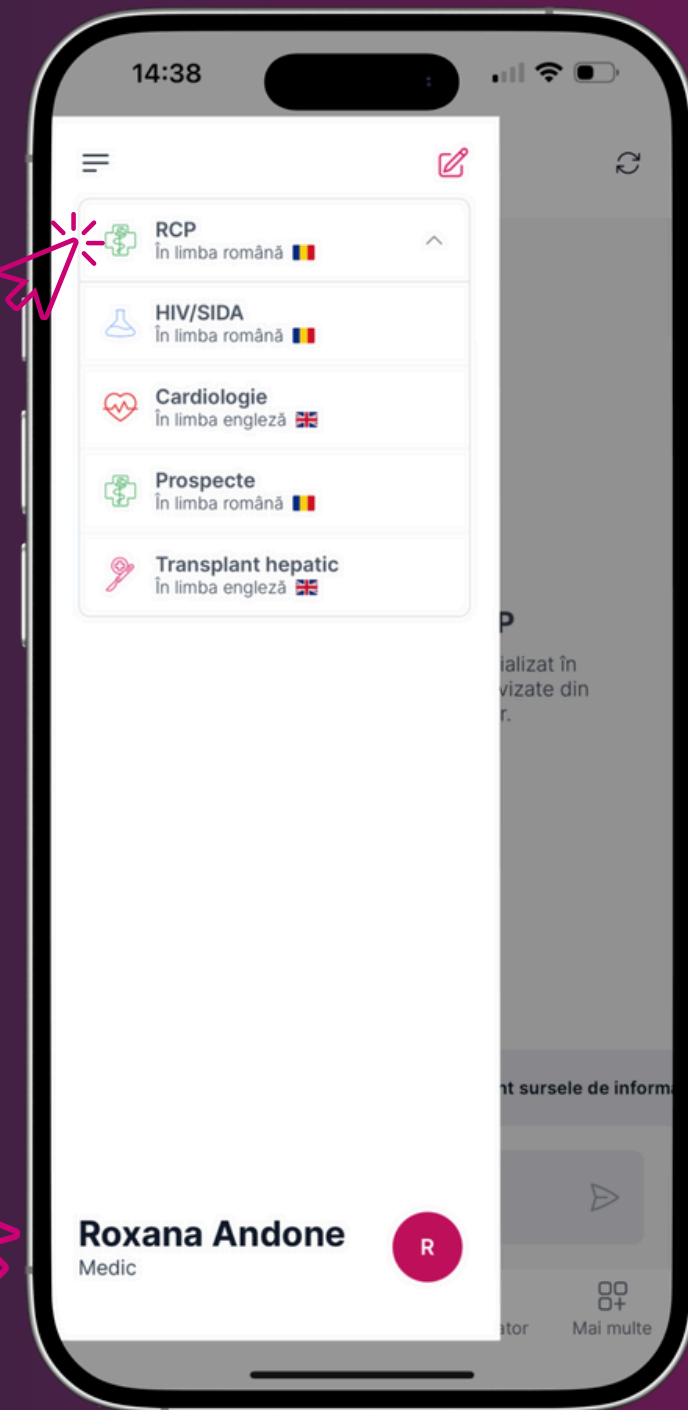 14:38
RCP
În limba română
HIV/SIDA
În limba română
Cardiologie
În limba engleză
Prospecte
În limba română
Transplant hepatic
În limba engleză
P
ializat în
vizate din
r.
nt sursele de inform
Roxana Andone
Medic
R
ator
Mai multe